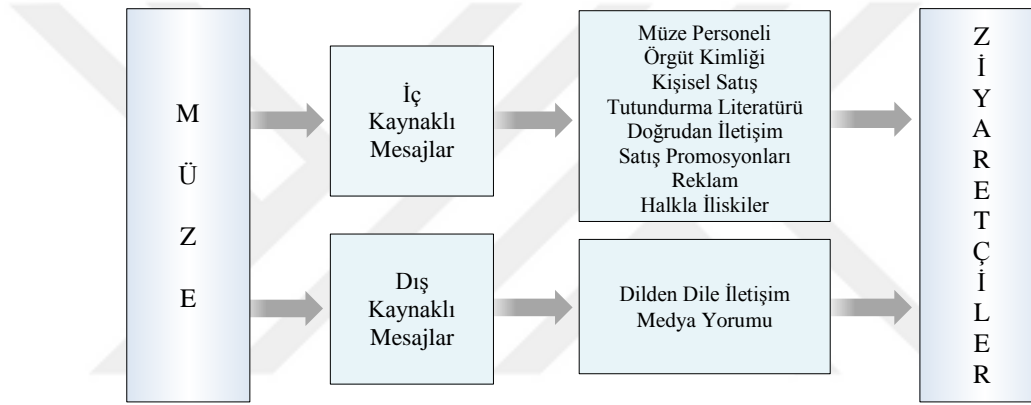 M
Ü
Z
E
İç
Kaynaklı
Mesajlar
Müze Personeli
Örgüt Kimliği
Kişisel Satış
Tutundurma Literatürü
Doğrudan İletişim
Satış Promosyonları
Reklam
Halkla İliskiler
Dış
Kaynaklı
Mesajlar
Dilden Dile İletişim
Medya Yorumu
Z
İ
Y
A
R
E
T
Ç
İ
L
E
R